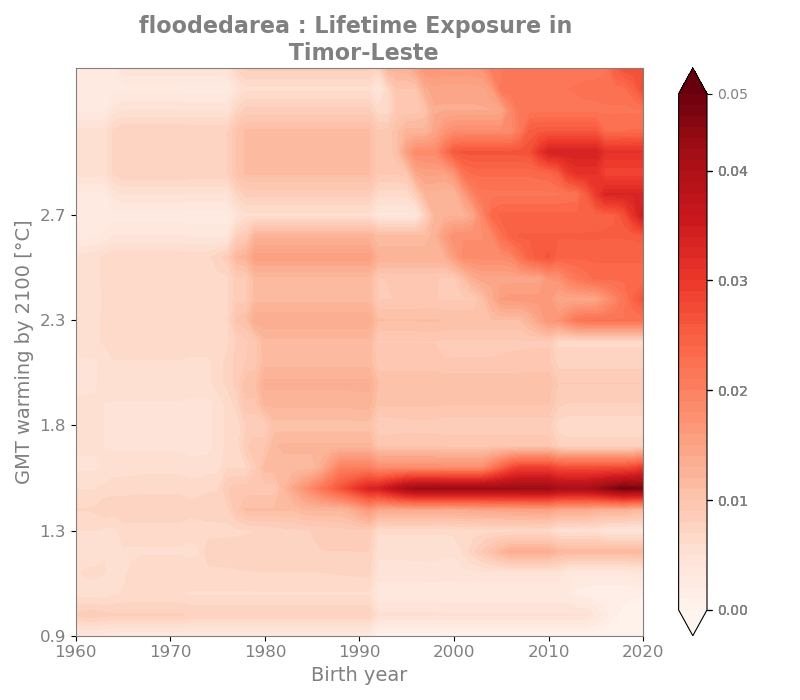 floodedarea : Lifetime Exposure in
Timor-Leste
GMT warming by 2100 [°C]
2.7
2.3
1.8
1.3
0.9
1960 1970 1980 1990 2000 2010 2020
Birth year
0.05
0.04
0.03
0.02
0.01
0.00